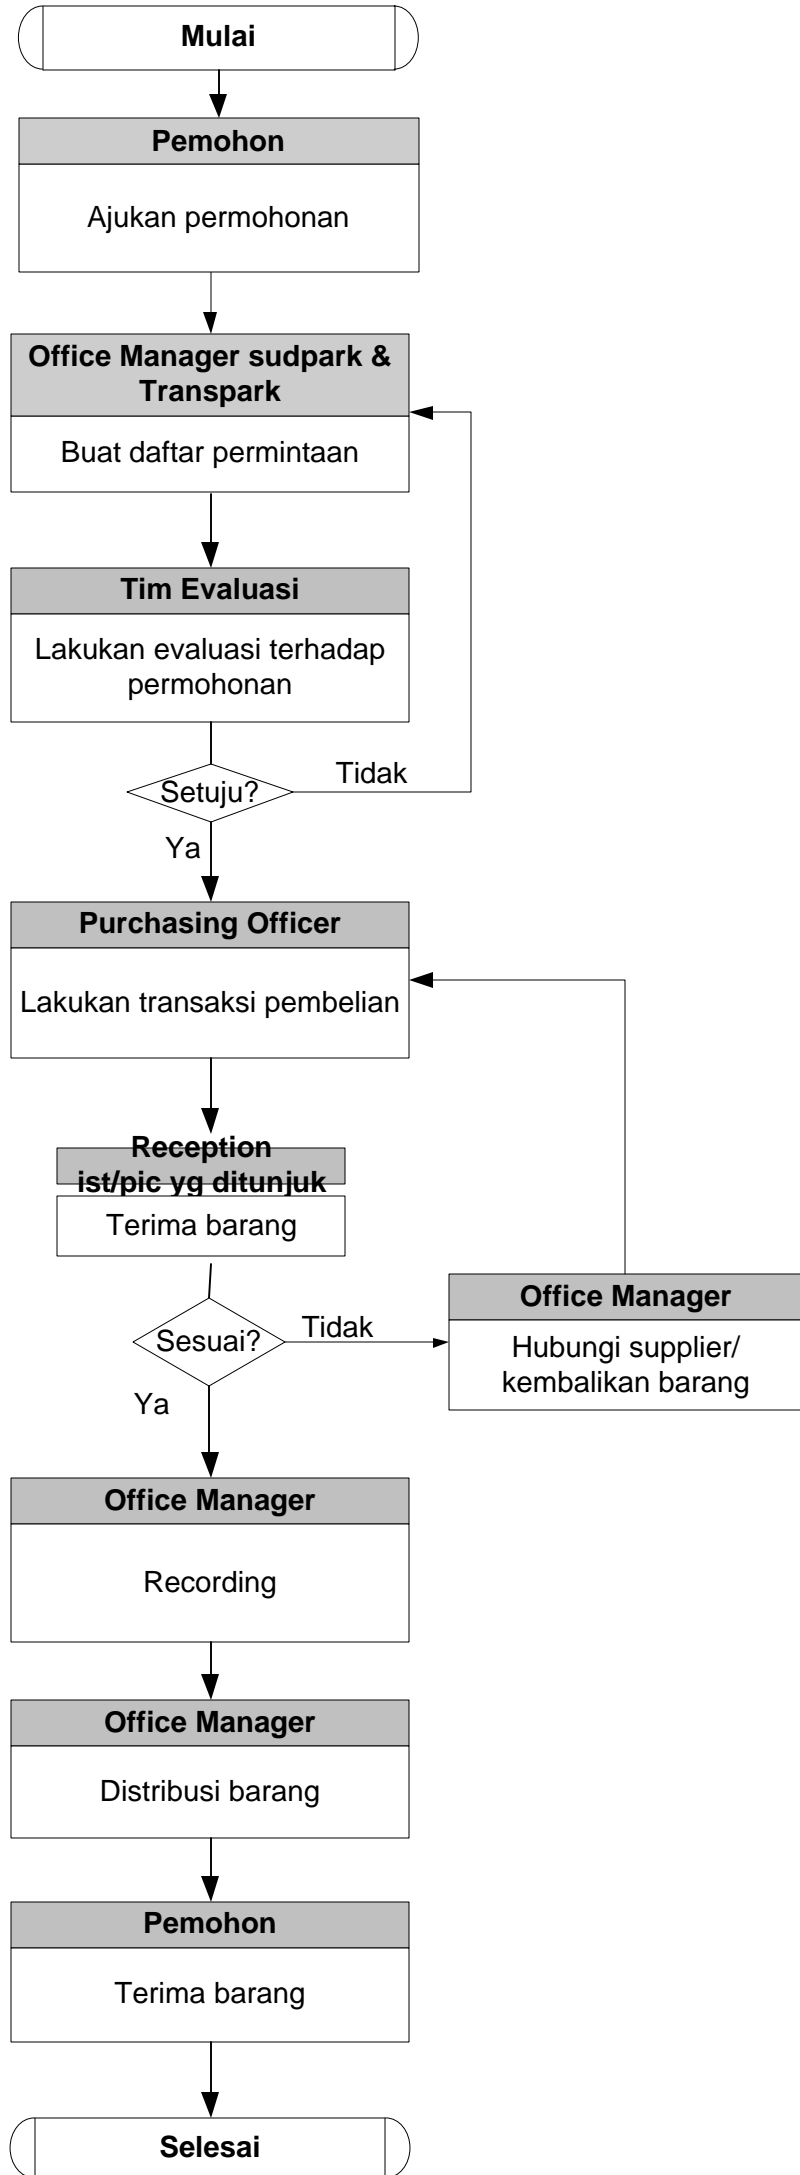 Mulai
Pemohon
Ajukan permohonan
Office Manager sudpark &
Transpark
Buat daftar permintaan
Tim Evaluasi
Lakukan evaluasi terhadap
permohonan
Setuju?
Tidak
Ya
Purchasing Officer
Lakukan transaksi pembelian
Reception
ist/pic yg ditunjuk
Terima barang
Sesuai?
Tidak
Office Manager
Hubungi supplier/
kembalikan barang
Ya
Office Manager
Recording
Office Manager
Distribusi barang
Pemohon
Terima barang
Selesai